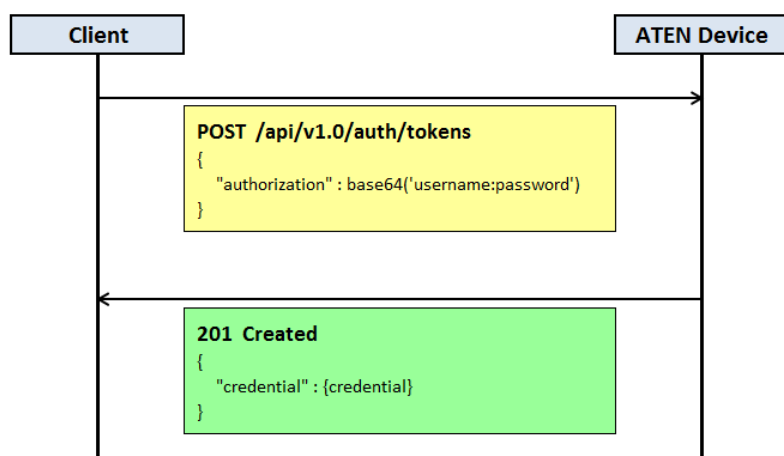 Client
ATEN Device
POST /api/v1.0/auth/tokens
{
"authorization" : base64('username:password')
}
201 Created
{
"credential" : {credential}
}